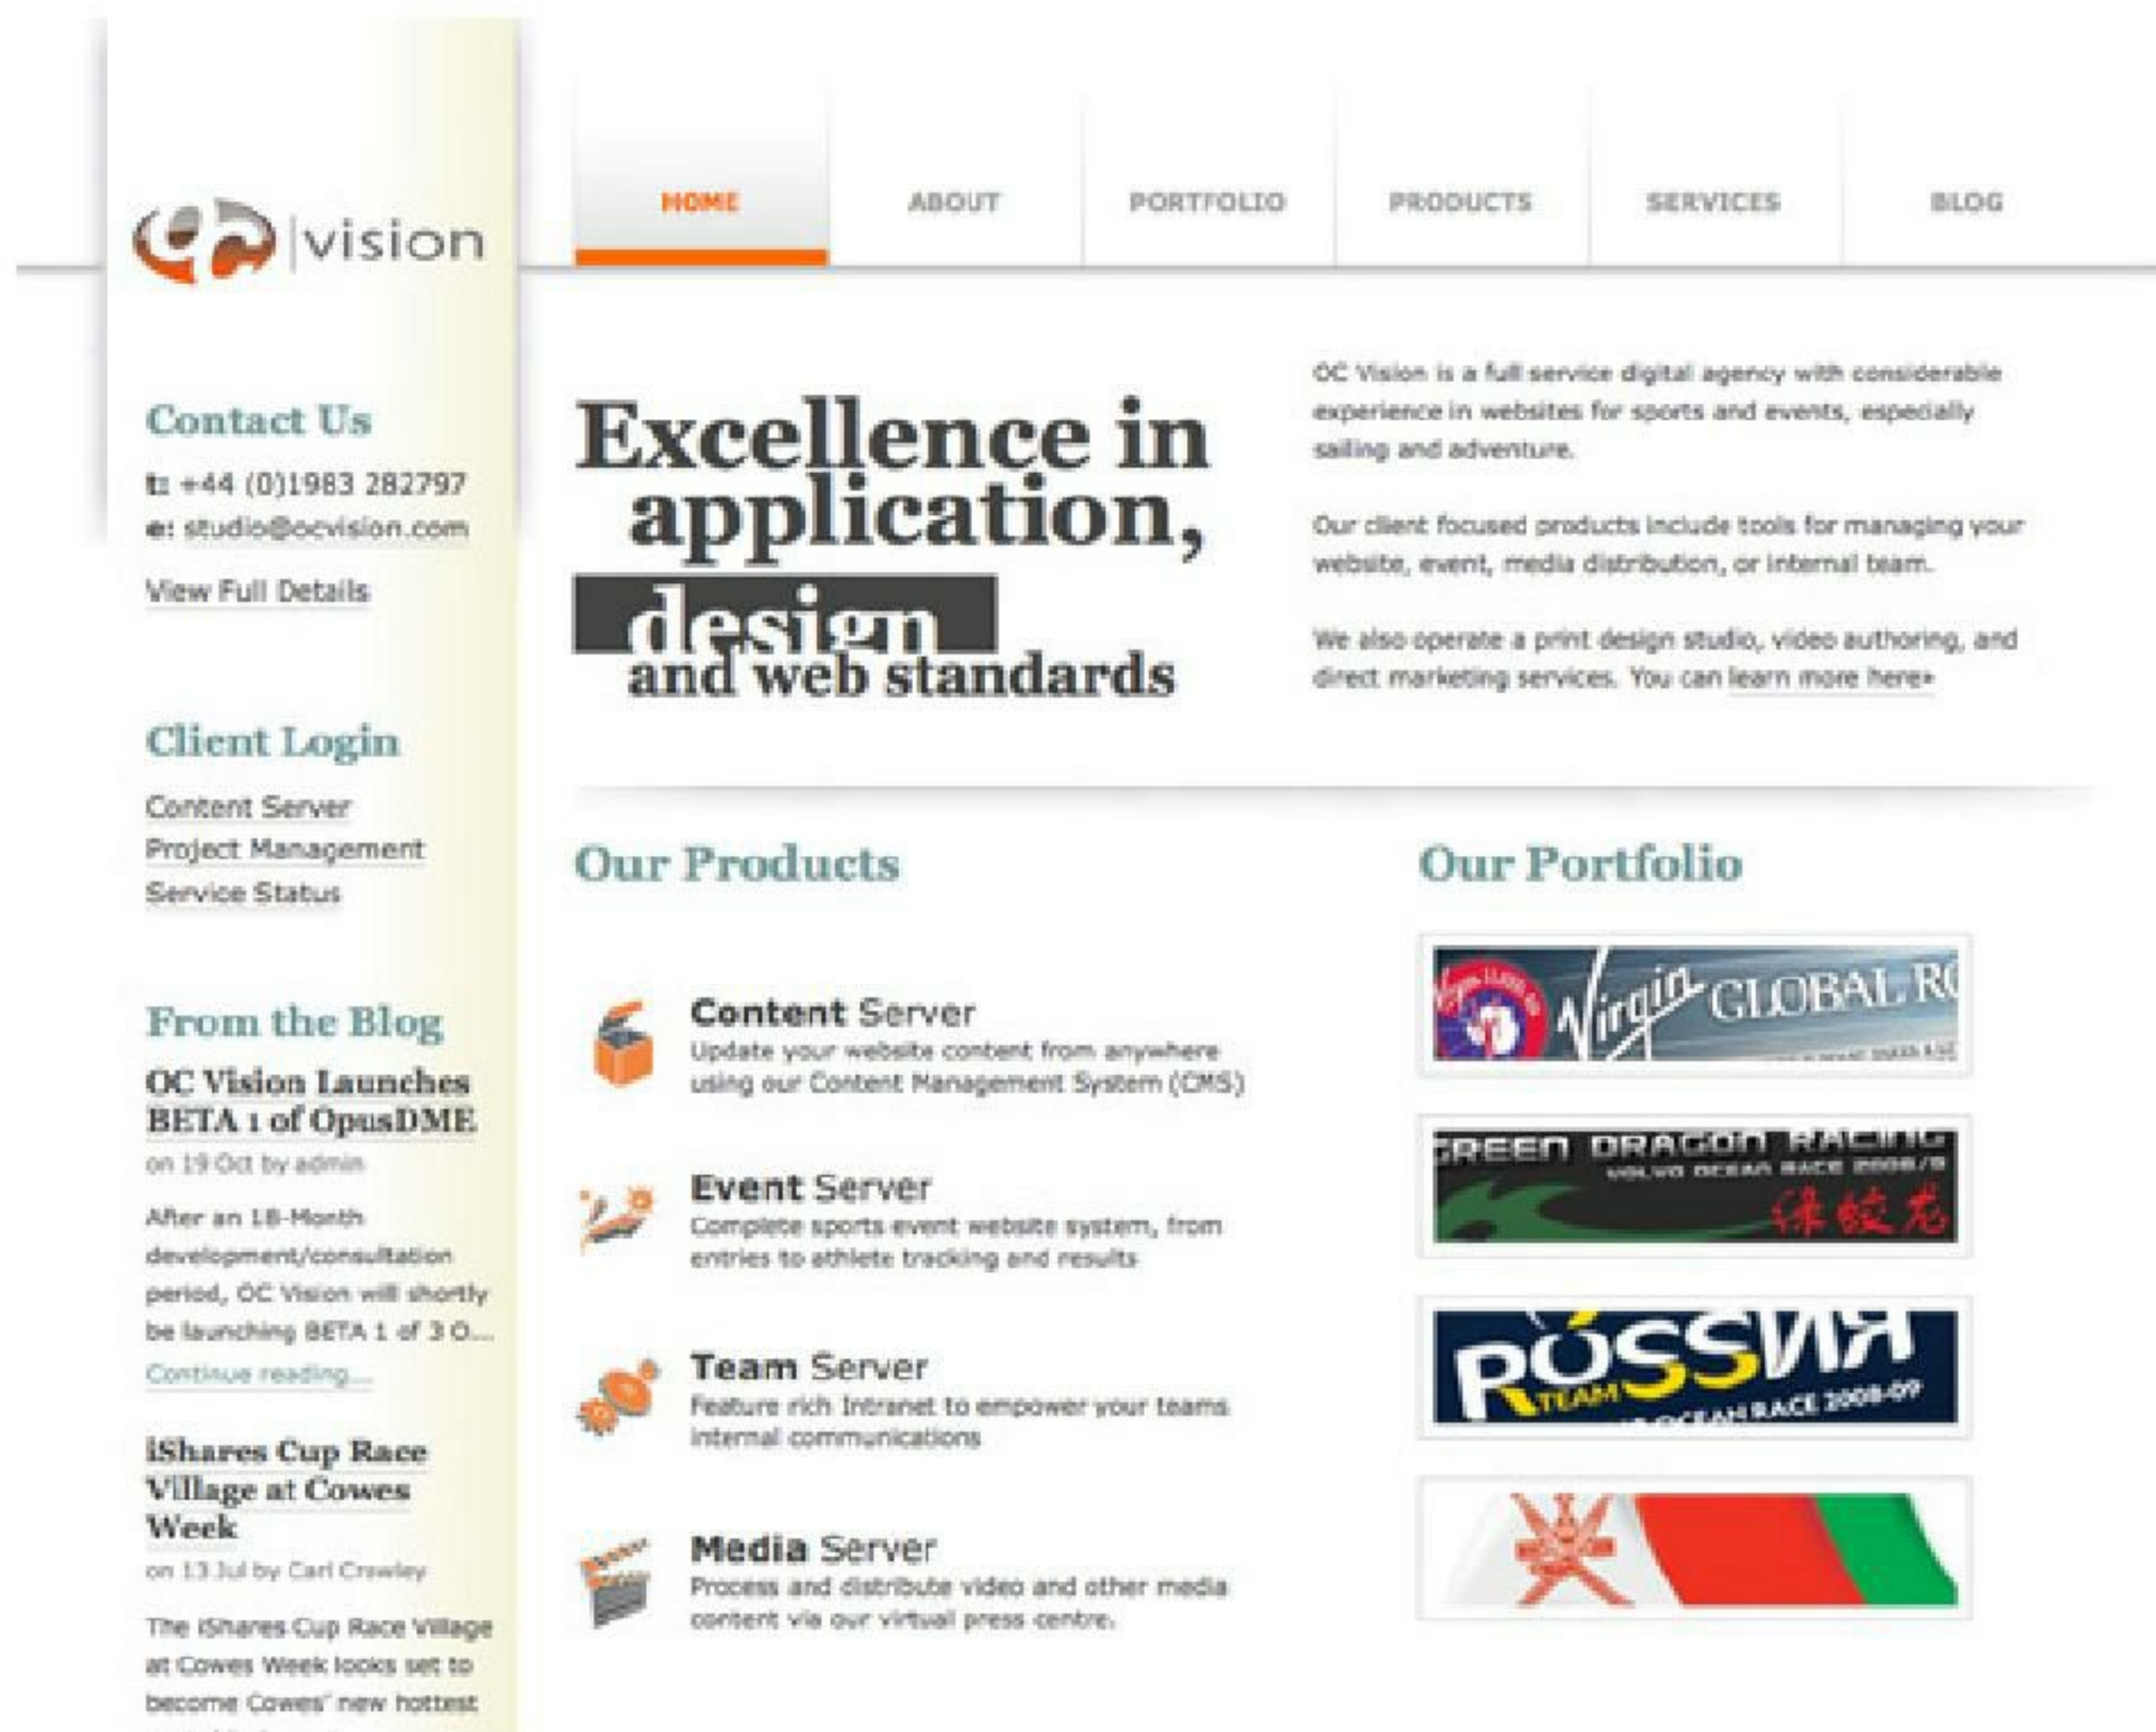 vision
HOME
ABOUT
PORTFOLIO
PRODUCTS
SERVICES
BLOG
Contact Us
t: +44 (0)1983 282797
e: studio@ocvision.com
View Full Details
Client Login
Content Server
Project Management
Service Status
From the Blog
OC Vision Launches
BETA 1 of OpusDME
on 19 Oct by admin
After an 18-Month
development/consultation
period, OC Vision will shortly
be launching BETA 1 of 3 O...
Continue reading...
iShares Cup Race
Village at Cowes
Week
on 13 Jul by Carl Crawley
The iShares Cup Race Village
at Cowes Week looks set to
become Cowes' new hottest
Excellence in
application,
design
and web standards
OC Vision is a full service digital agency with considerable
experience in websites for sports and events, especially
sailing and adventure.
Our client focused products include tools for managing your
website, event, media distribution, or internal team.
We also operate a print design studio, video authoring, and
direct marketing services. You can learn more here»
Our Products
Content Server
Update your website content from anywhere
using our Content Management System (CMS)
Event Server
Complete sports event website system, from
entries to athlete tracking and results
Team Server
Feature rich Intranet to empower your teams
internal communications
Media Server
Process and distribute video and other media
content via our virtual press centre.
Our Portfolio
Virgin GLOBAL RO
GREEN DRAGON RACING
VOLVO OCEAN RACE 2008/9
绿蛟龙
РОSSИЯ
TEAM
OCEAN RACE 2008-09